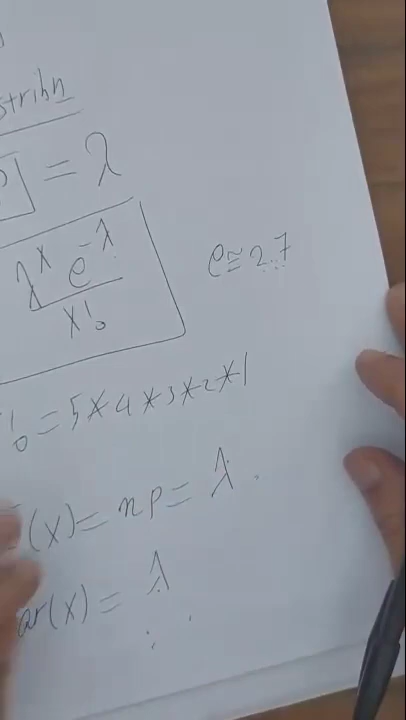 stribn
= λ
λ^x e^-λ / x!
e ≅ 2.7
! = 5*4*3*2*1
(x) = np = λ.
ar(x) = λ